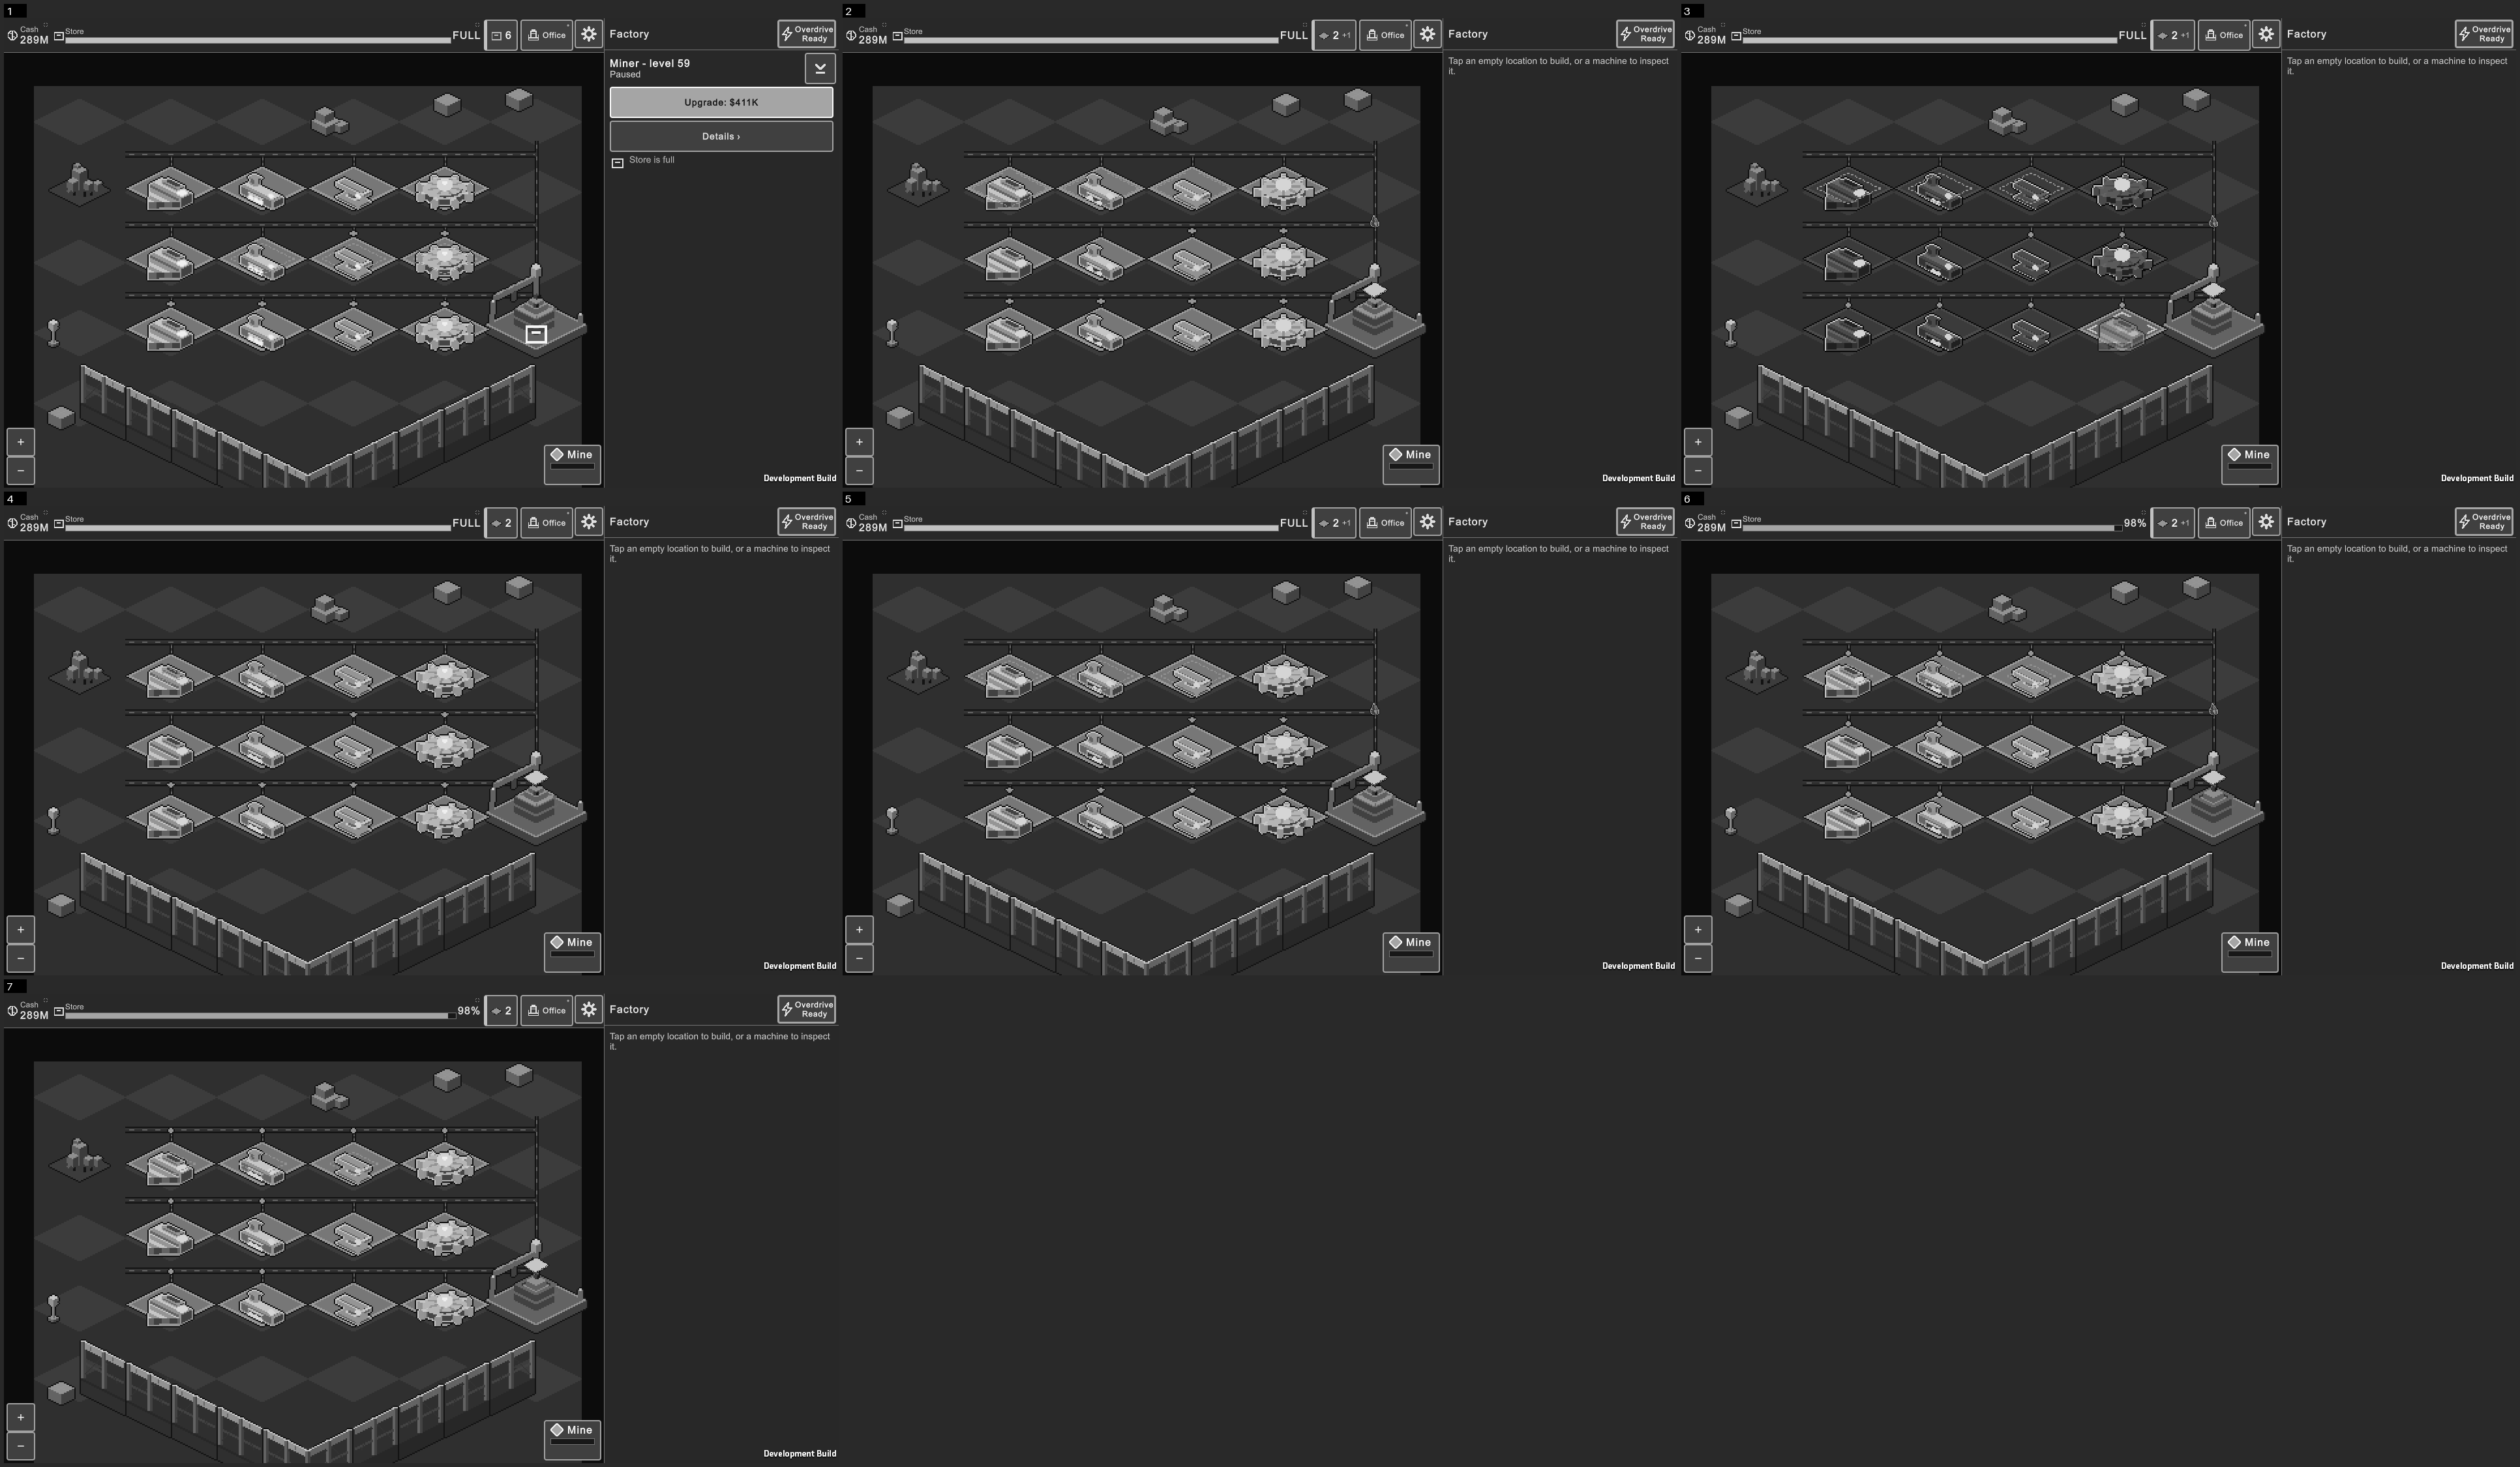 1
Cash
289M
Store
FULL
6
Office
Factory
Overdrive
Ready
Miner - level 59
Paused
Upgrade: $411K
Details ›
Store is full
+
−
Mine
Development Build
2
Cash
289M
Store
FULL
2 +1
Office
Factory
Overdrive
Ready
Tap an empty location to build, or a machine to inspect
it.
+
−
Mine
Development Build
3
Cash
289M
Store
FULL
2 +1
Office
Factory
Overdrive
Ready
Tap an empty location to build, or a machine to inspect
it.
+
−
Mine
Development Build
4
Cash
289M
Store
FULL
2
Office
Factory
Overdrive
Ready
Tap an empty location to build, or a machine to inspect
it.
+
−
Mine
Development Build
5
Cash
289M
Store
FULL
2 +1
Office
Factory
Overdrive
Ready
Tap an empty location to build, or a machine to inspect
it.
+
−
Mine
Development Build
6
Cash
289M
Store
98%
2 +1
Office
Factory
Overdrive
Ready
Tap an empty location to build, or a machine to inspect
it.
+
−
Mine
Development Build
7
Cash
289M
Store
98%
2
Office
Factory
Overdrive
Ready
Tap an empty location to build, or a machine to inspect
it.
+
−
Mine
Development Build